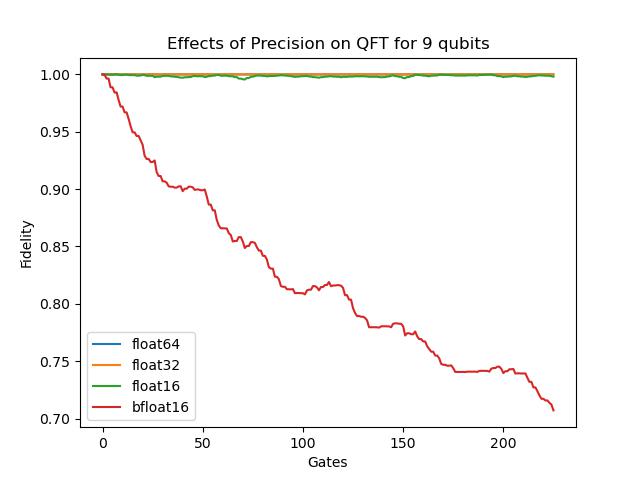 Effects of Precision on QFT for 9 qubits
Fidelity
1.00
0.95
0.90
0.85
0.80
0.75
0.70
float64
float32
float16
bfloat16
0 50 100 150 200
Gates